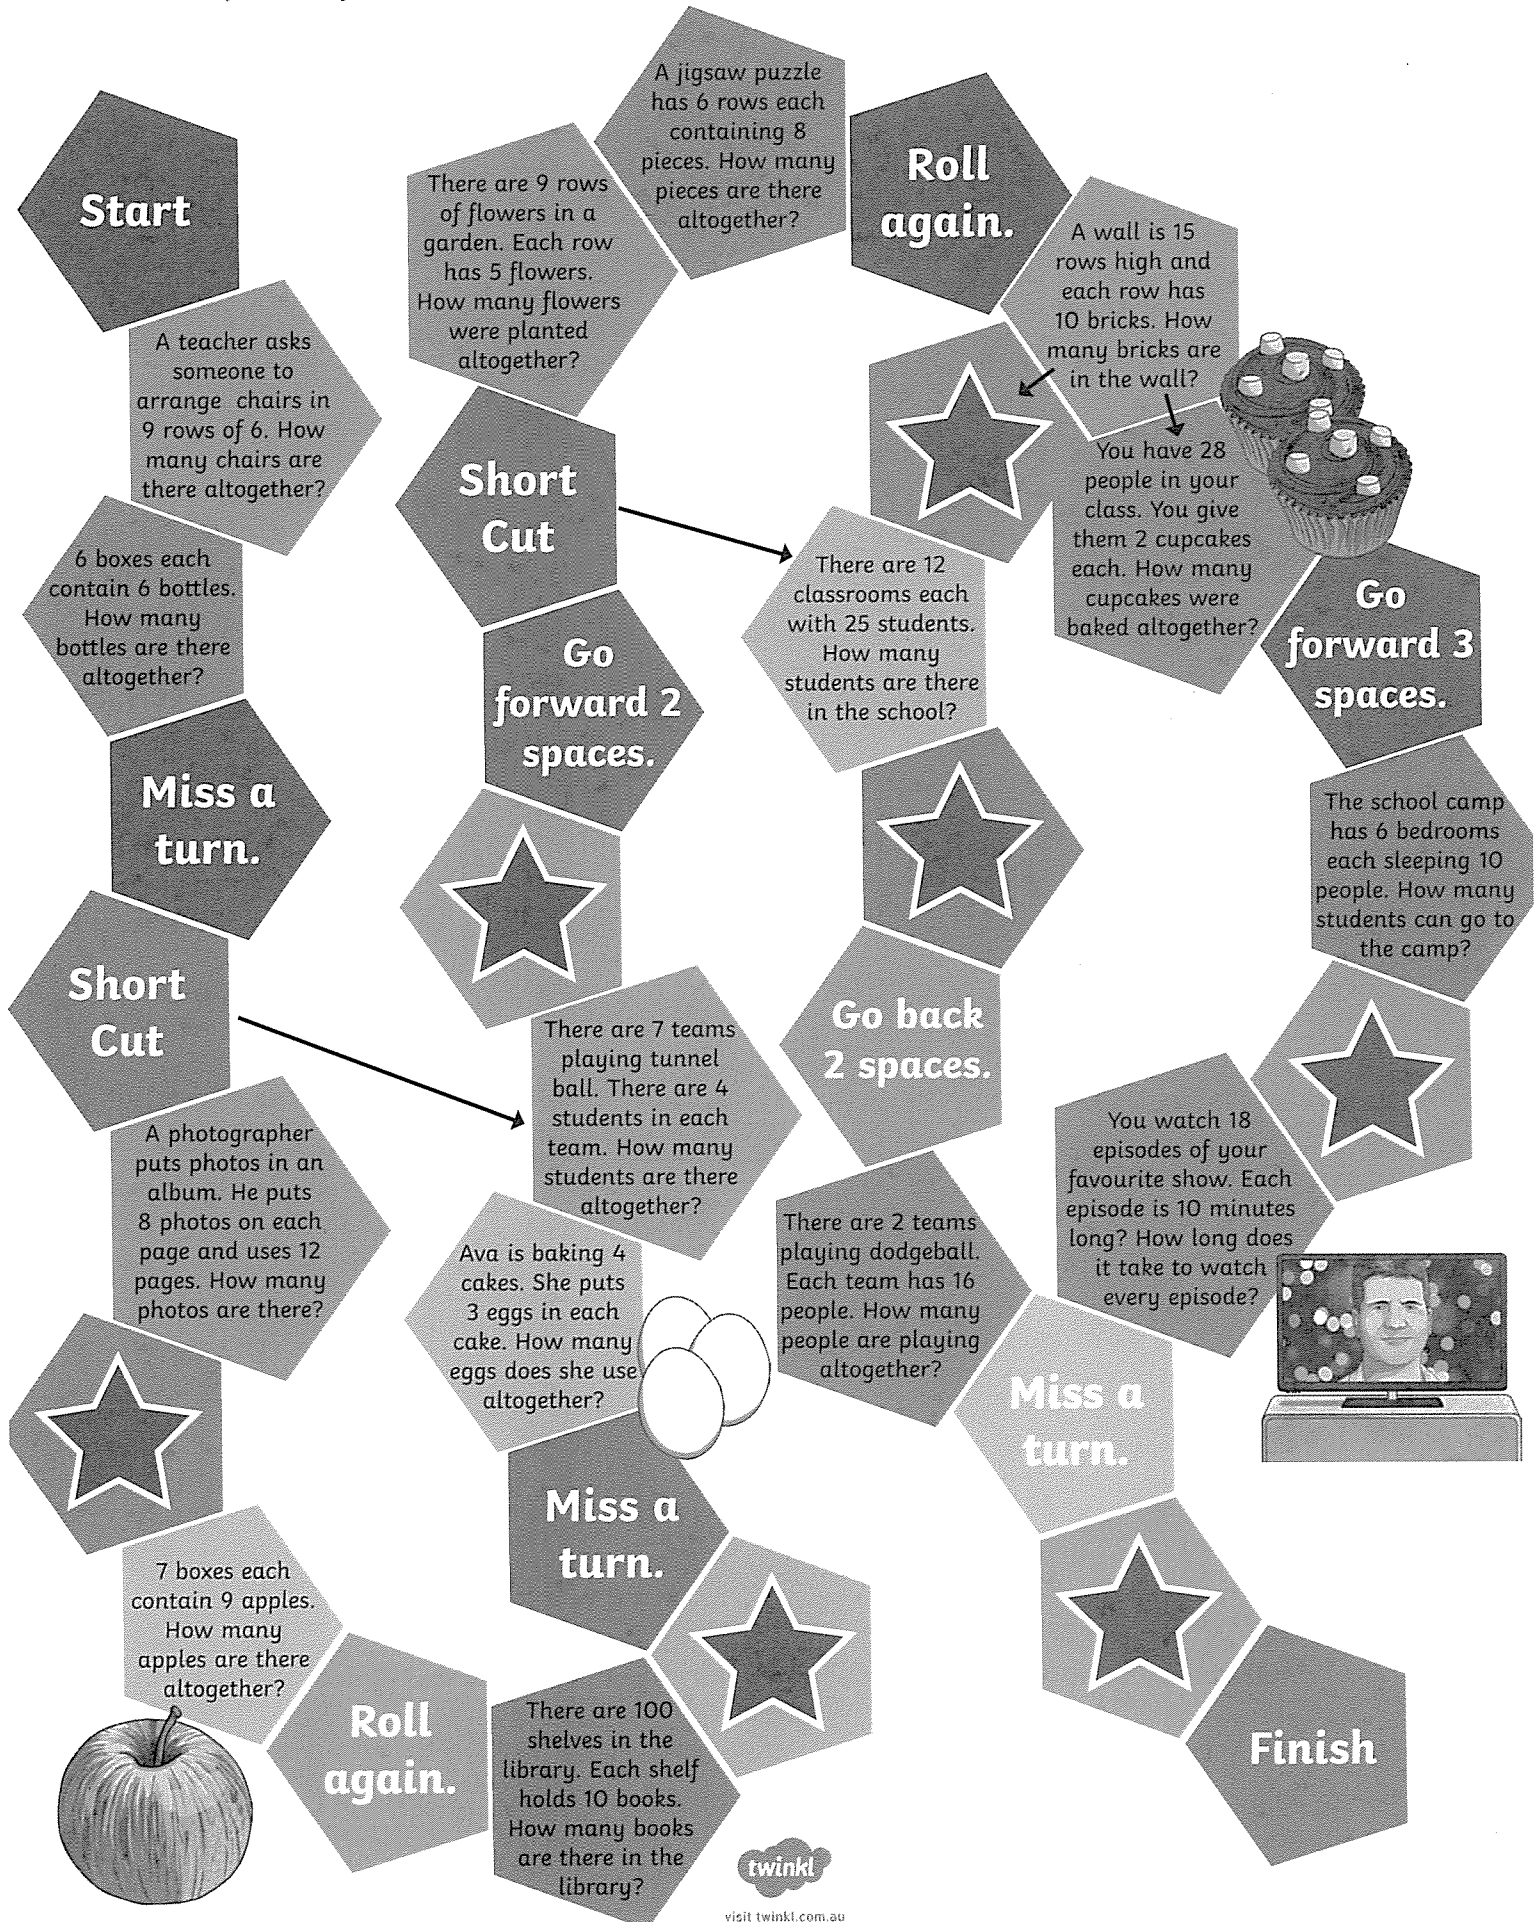 Start
A teacher asks
someone to
arrange chairs in
9 rows of 6. How
many chairs are
there altogether?
6 boxes each
contain 6 bottles.
How many
bottles are there
altogether?
Miss a
turn.
Short
Cut
A photographer
puts photos in an
album. He puts
8 photos on each
page and uses 12
pages. How many
photos are there?
7 boxes each
contain 9 apples.
How many
apples are there
altogether?
Roll
again.
There are 100
shelves in the
library. Each shelf
holds 10 books.
How many books
are there in the
library?
Miss a
turn.
Ava is baking 4
cakes. She puts
3 eggs in each
cake. How many
eggs does she use
altogether?
There are 7 teams
playing tunnel
ball. There are 4
students in each
team. How many
students are there
altogether?
Go
forward 2
spaces.
Short
Cut
There are 9 rows
of flowers in a
garden. Each row
has 5 flowers.
How many flowers
were planted
altogether?
A jigsaw puzzle
has 6 rows each
containing 8
pieces. How many
pieces are there
altogether?
Roll
again.
A wall is 15
rows high and
each row has
10 bricks. How
many bricks are
in the wall?
There are 12
classrooms each
with 25 students.
How many
students are there
in the school?
Go back
2 spaces.
There are 2 teams
playing dodgeball.
Each team has 16
people. How many
people are playing
altogether?
You have 28
people in your
class. You give
them 2 cupcakes
each. How many
cupcakes were
baked altogether?
Go
forward 3
spaces.
The school camp
has 6 bedrooms
each sleeping 10
people. How many
students can go to
the camp?
You watch 18
episodes of your
favourite show. Each
episode is 10 minutes
long? How long does
it take to watch
every episode?
Miss a
turn.
Finish
twinkl
visit twinkl.com.au